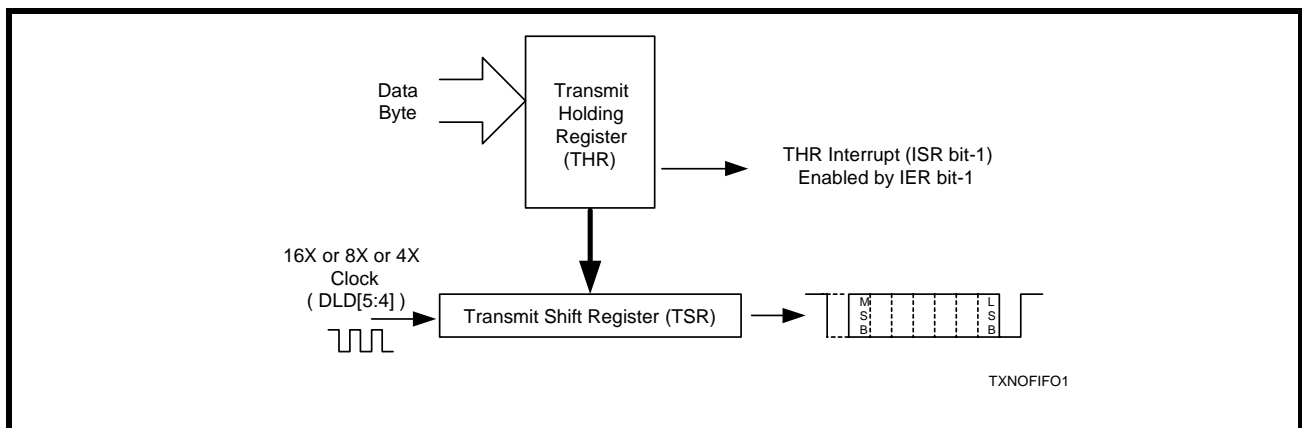 Data
Byte
Transmit
Holding
Register
(THR)
THR Interrupt (ISR bit-1)
Enabled by IER bit-1
16X or 8X or 4X
Clock
( DLD[5:4] )
Transmit Shift Register (TSR)
M
S
B
L
S
B
TXNOFIFO1